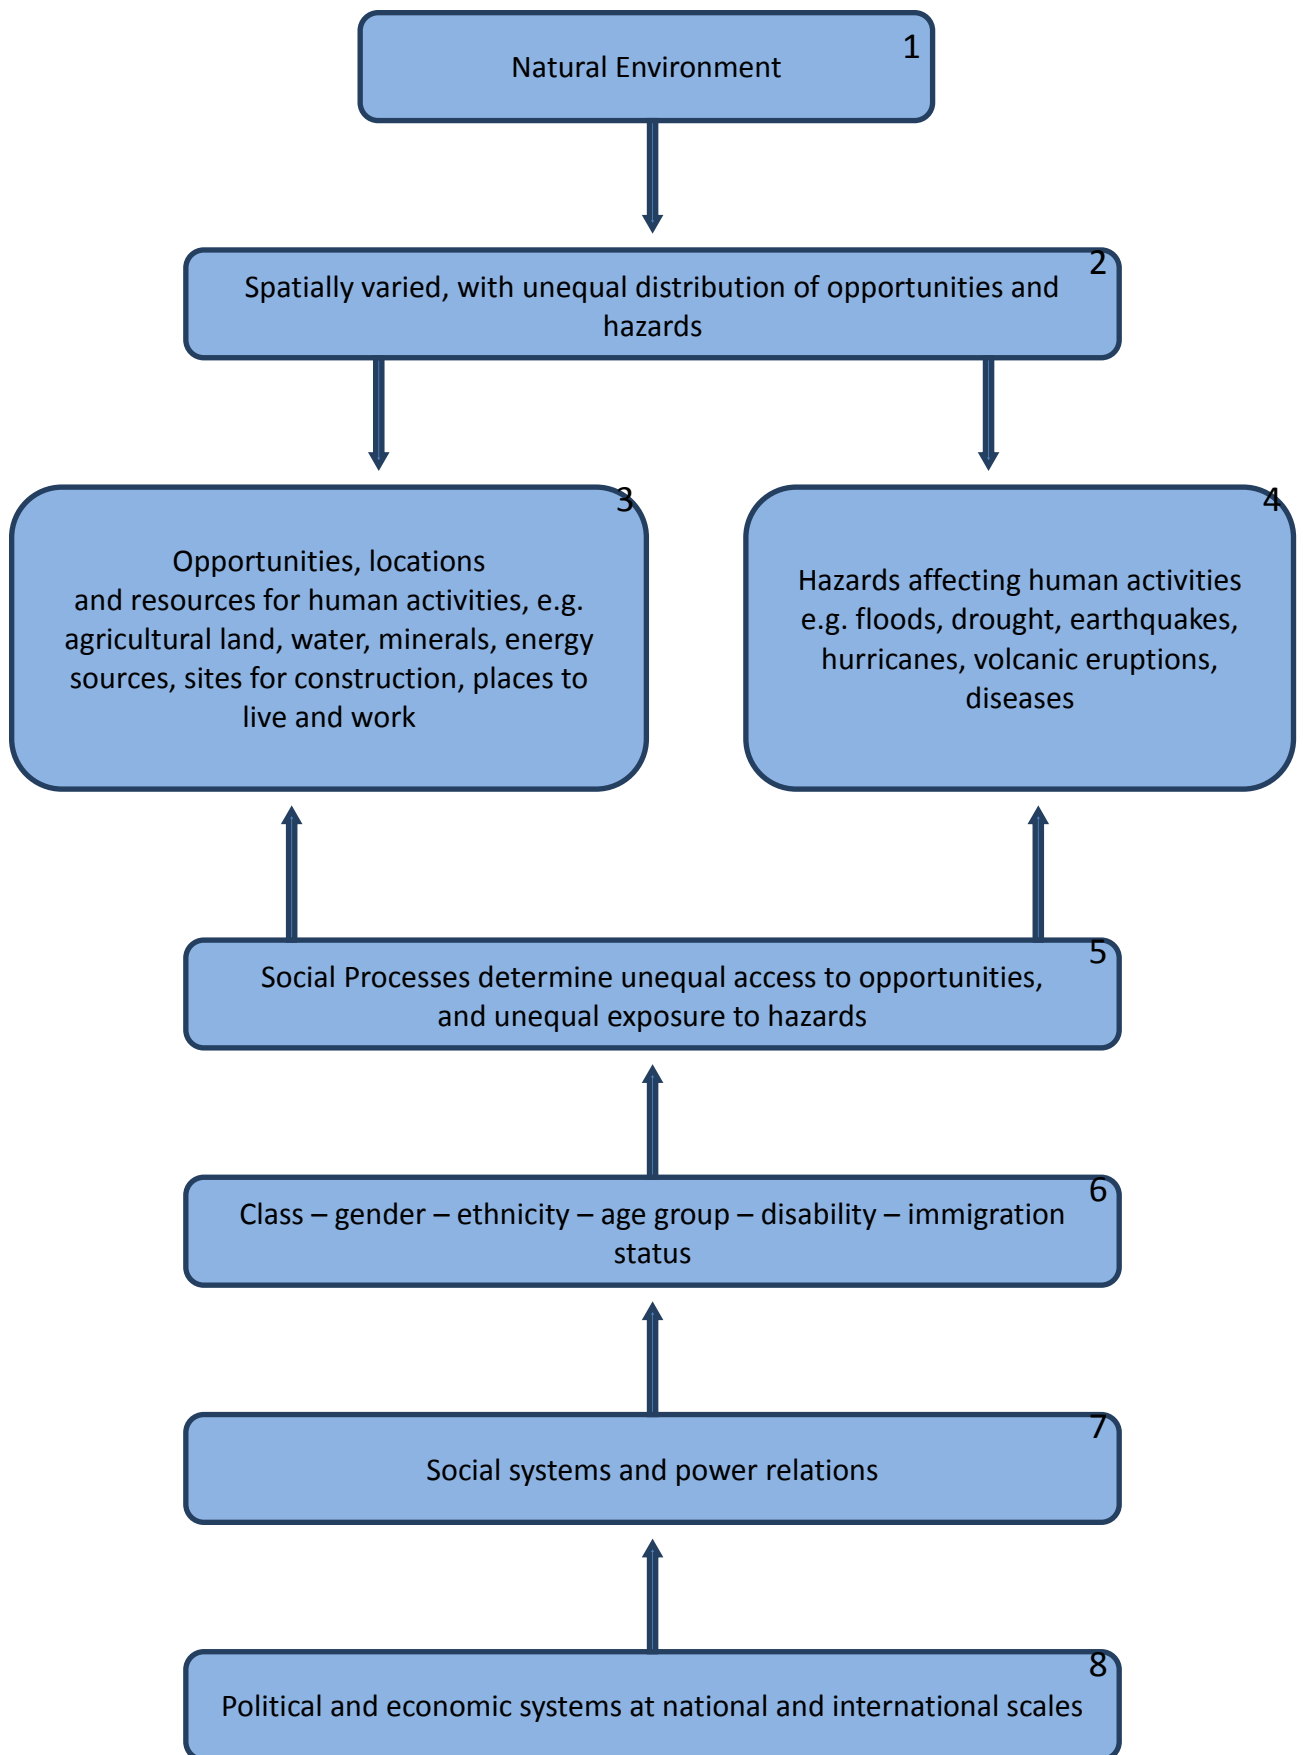 1
Natural Environment
2
Spatially varied, with unequal distribution of opportunities and
hazards
3
Opportunities, locations
and resources for human activities, e.g.
agricultural land, water, minerals, energy
sources, sites for construction, places to
live and work
4
Hazards affecting human activities
e.g. floods, drought, earthquakes,
hurricanes, volcanic eruptions,
diseases
5
Social Processes determine unequal access to opportunities,
and unequal exposure to hazards
6
Class – gender – ethnicity – age group – disability – immigration
status
7
Social systems and power relations
8
Political and economic systems at national and international scales